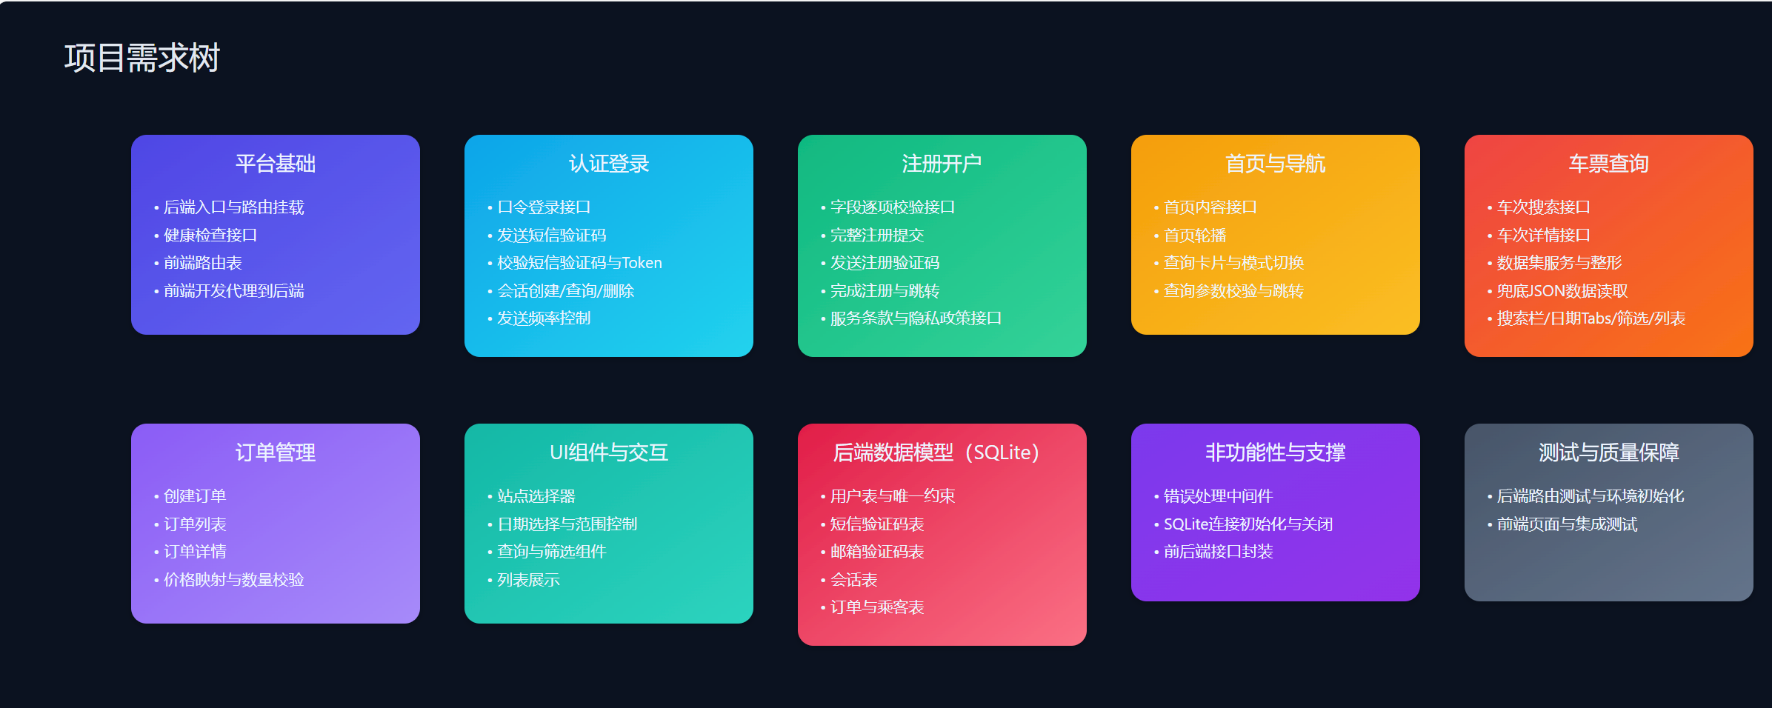 项目需求树
平台基础
• 后端入口与路由挂载
• 健康检查接口
• 前端路由表
• 前端开发代理到后端
认证登录
• 口令登录接口
• 发送短信验证码
• 校验短信验证码与Token
• 会话创建/查询/删除
• 发送频率控制
注册开户
• 字段逐项校验接口
• 完整注册提交
• 发送注册验证码
• 完成注册与跳转
• 服务条款与隐私政策接口
首页与导航
• 首页内容接口
• 首页轮播
• 查询卡片与模式切换
• 查询参数校验与跳转
车票查询
• 车次搜索接口
• 车次详情接口
• 数据集服务与整形
• 兜底JSON数据读取
• 搜索栏/日期Tabs/筛选/列表
订单管理
• 创建订单
• 订单列表
• 订单详情
• 价格映射与数量校验
UI组件与交互
• 站点选择器
• 日期选择与范围控制
• 查询与筛选组件
• 列表展示
后端数据模型（SQLite）
• 用户表与唯一约束
• 短信验证码表
• 邮箱验证码表
• 会话表
• 订单与乘客表
非功能性与支撑
• 错误处理中间件
• SQLite连接初始化与关闭
• 前后端接口封装
测试与质量保障
• 后端路由测试与环境初始化
• 前端页面与集成测试